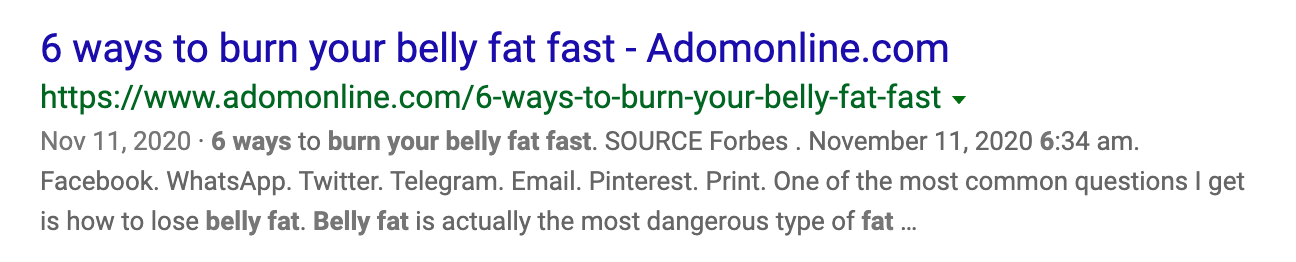 6 ways to burn your belly fat fast - Adomonline.com
https://www.adomonline.com/6-ways-to-burn-your-belly-fat-fast
Nov 11, 2020 · 6 ways to burn your belly fat fast. SOURCE Forbes . November 11, 2020 6:34 am.
Facebook. WhatsApp. Twitter. Telegram. Email. Pinterest. Print. One of the most common questions I get
is how to lose belly fat. Belly fat is actually the most dangerous type of fat ...